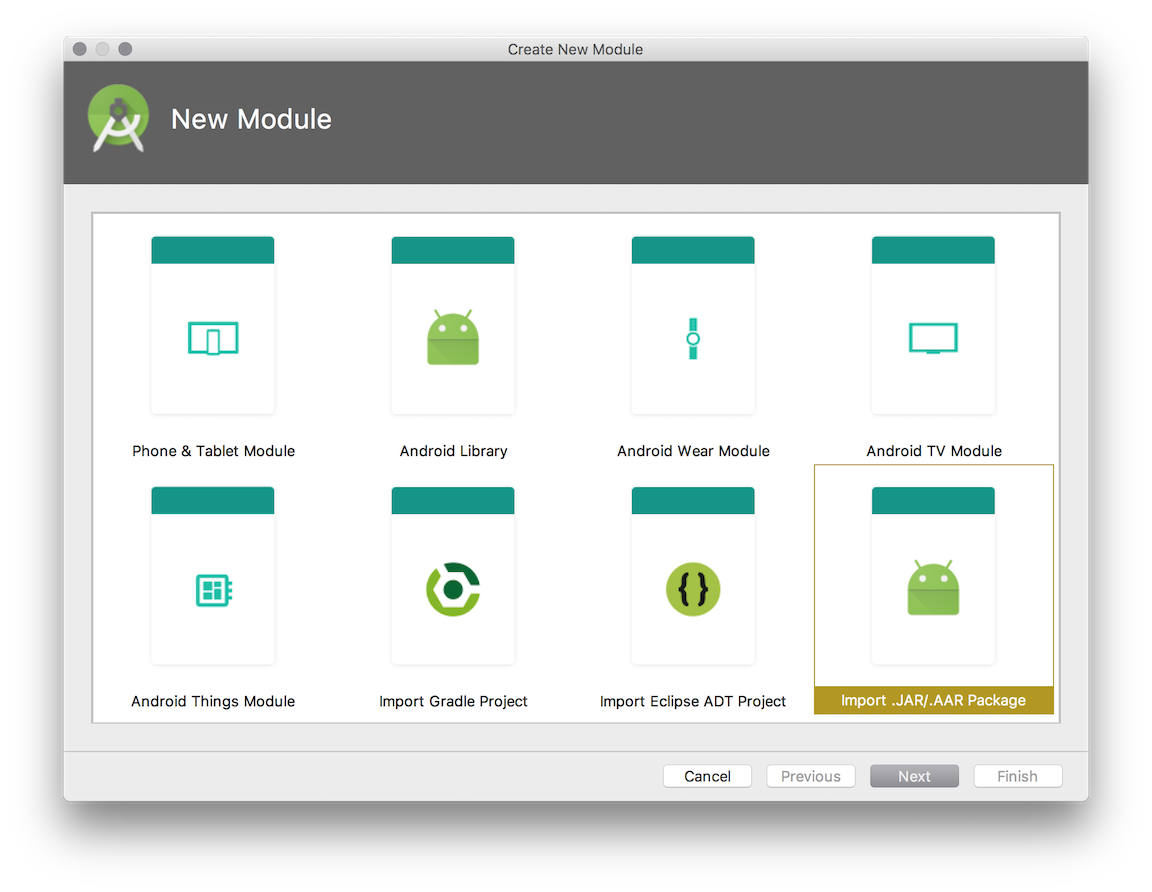 Create New Module
New Module
Phone & Tablet Module
Android Library
Android Wear Module
Android TV Module
Android Things Module
Import Gradle Project
Import Eclipse ADT Project
Import .JAR/.AAR Package
Cancel
Previous
Next
Finish